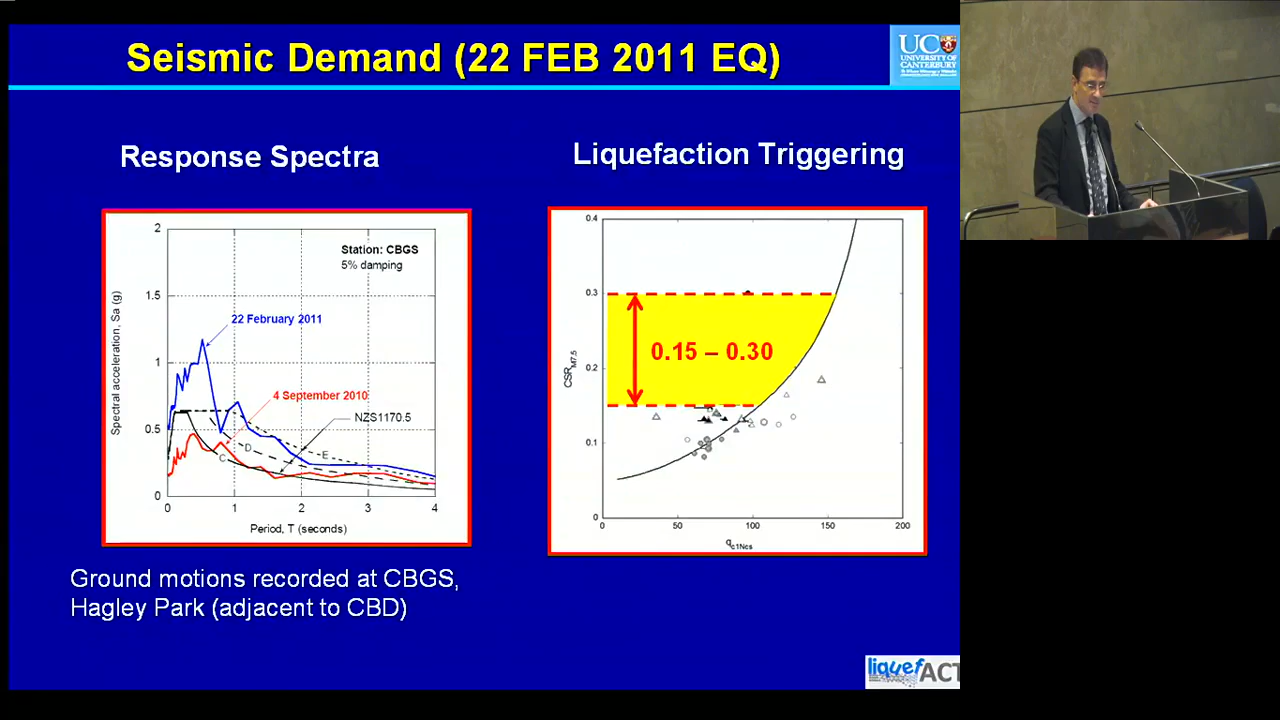 Seismic Demand (22 FEB 2011 EQ)
UC
UNIVERSITY OF
CANTERBURY
Response Spectra
Liquefaction Triggering
2
1.5
1
0.5
0
Spectral acceleration, Sa (g)
Station: CBGS
5% damping
22 February 2011
4 September 2010
NZS1170.5
C
D
E
0
1
2
3
4
Period, T (seconds)
0.4
0.3
0.2
0.1
0
CSR M7.5
0.15 – 0.30
0
50
100
150
200
qc1Ncs
Ground motions recorded at CBGS,
Hagley Park (adjacent to CBD)
liquefACT